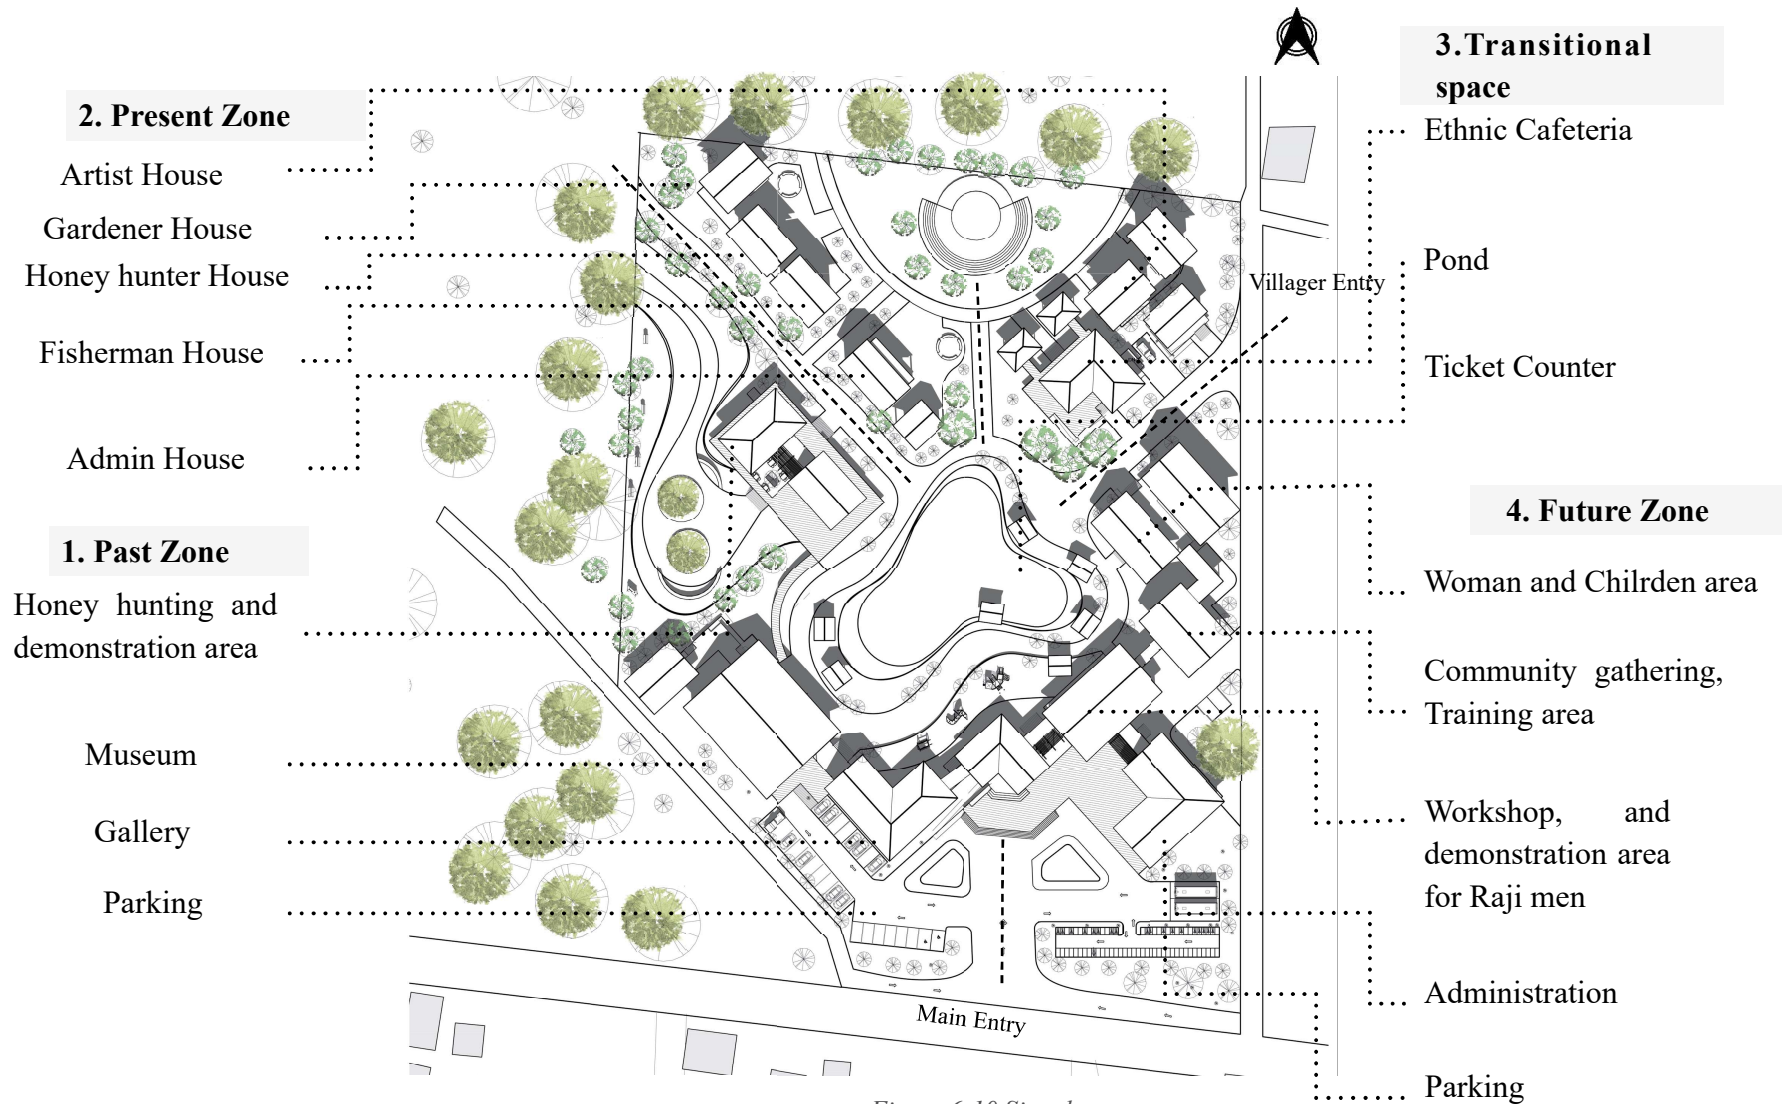 2. Present Zone
Artist House
Gardener House
Honey hunter House
Fisherman House
Admin House
1. Past Zone
Honey hunting and
demonstration area
Museum
Gallery
Parking
Villager Entry
Main Entry
3.Transitional
space
Ethnic Cafeteria
Pond
Ticket Counter
4. Future Zone
Woman and Chilrden area
Community gathering,
Training area
Workshop, and
demonstration area
for Raji men
Administration
Parking